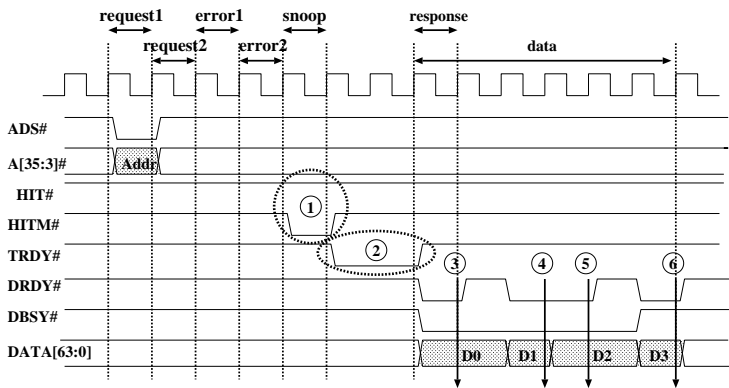 request1 error1 snoop response
request2 error2 data
ADS#
A[35:3]# Addr
HIT#
① 
HITM#
②
TRDY#
③ ④ ⑤ ⑥
DRDY#
DBSY#
DATA[63:0] D0 D1 D2 D3